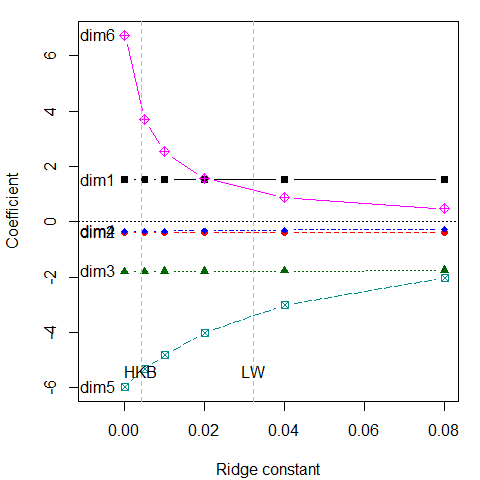 6
4
2
0
-2
-4
-6
Coefficient
dim6
dim1
dim2
dim3
HKB
LW
dim5
0.00
0.02
0.04
0.06
0.08
Ridge constant